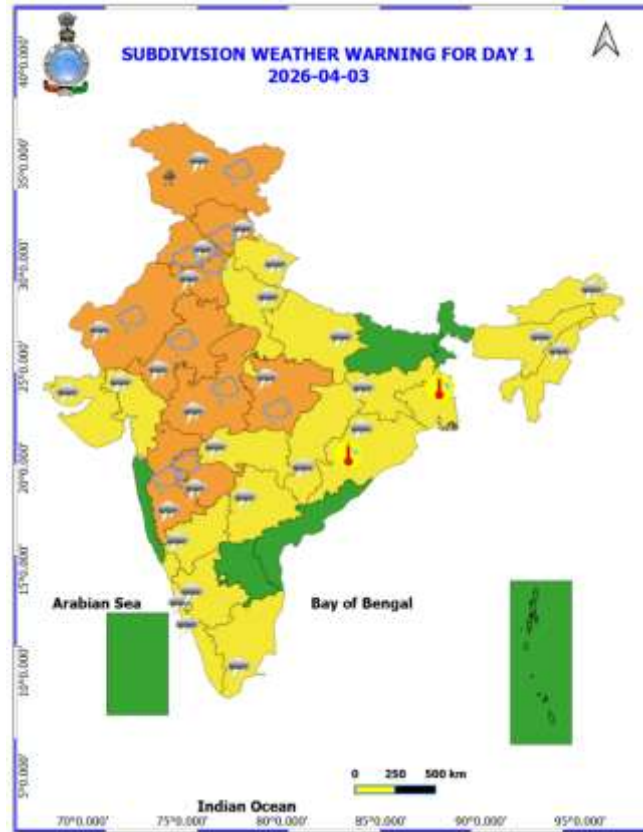 SUBDIVISION WEATHER WARNING FOR DAY 1
2026-04-03
40°0.000'
35°0.000'
30°0.000'
25°0.000'
20°0.000'
15°0.000'
10°0.000'
5°0.000'
Arabian Sea
Bay of Bengal
0 250 500 km
Indian Ocean
70°0.000' 75°0.000' 80°0.000' 85°0.000' 90°0.000' 95°0.000'